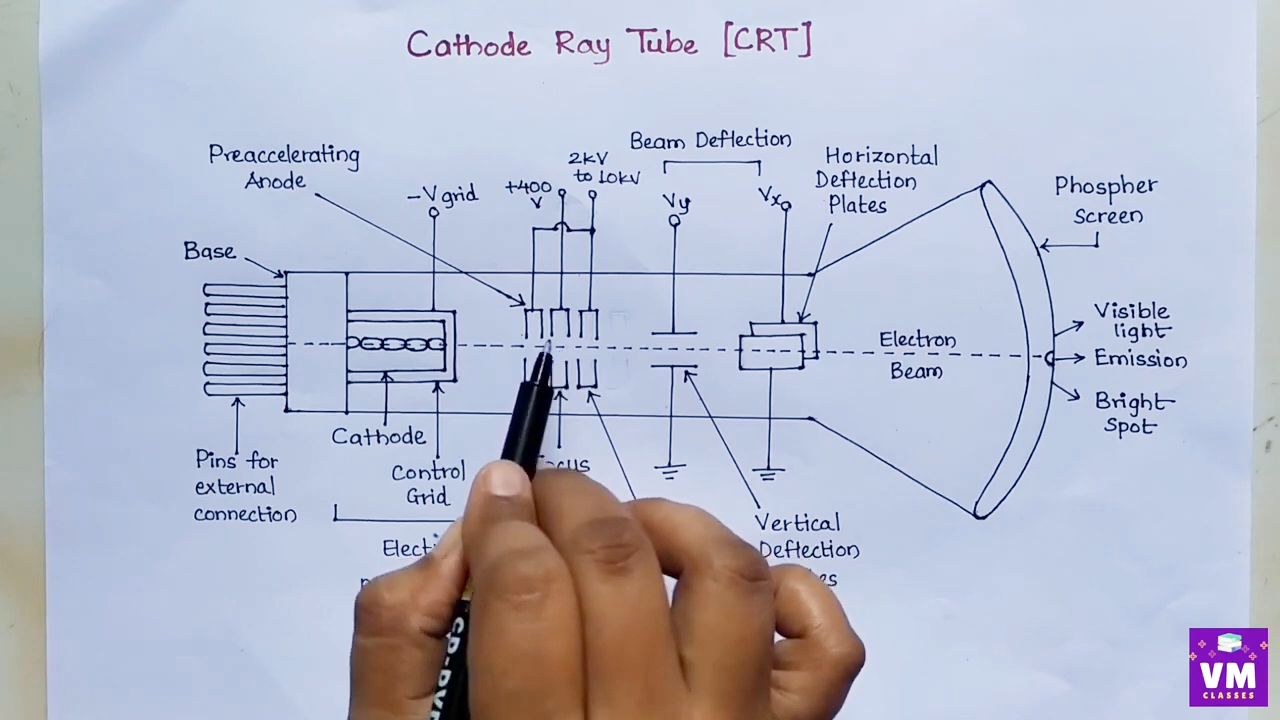 Cathode Ray Tube [CRT]
Beam Deflection
Preaccelerating
Anode
-Vgrid
+400
V
2kV
to 10kV
Vy
Vx
Horizontal
Deflection
Plates
Phospher
Screen
Base
Visible
light
Emission
Bright
Spot
Electron
Beam
Cathode
Control
Grid
Pins for
external
connection
Vertical
Deflection
VM
CLASSES